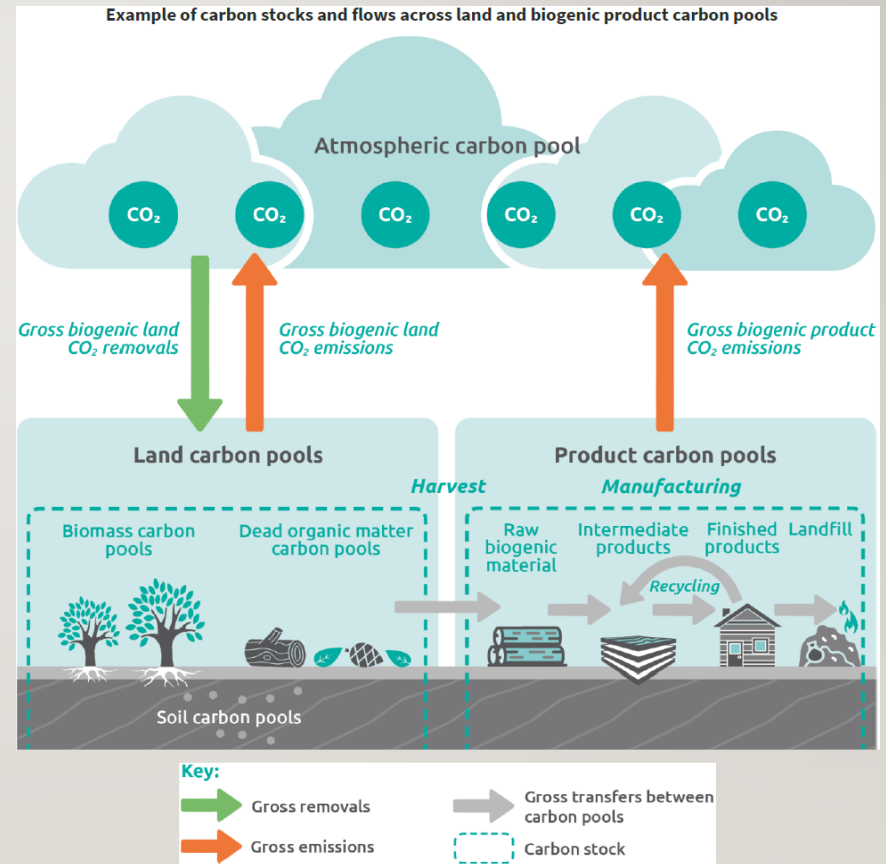 Example of carbon stocks and flows across land and biogenic product carbon pools
Atmospheric carbon pool
CO₂ CO₂ CO₂ CO₂ CO₂ CO₂
Gross biogenic land
CO₂ removals
Gross biogenic land
CO₂ emissions
Gross biogenic product
CO₂ emissions
Land carbon pools
Product carbon pools
Harvest
Manufacturing
Biomass carbon
pools
Dead organic matter
carbon pools
Raw
biogenic
material
Intermediate
products
Finished
products
Landfill
Recycling
Soil carbon pools
Key:
Gross removals
Gross emissions
Gross transfers between
carbon pools
Carbon stock